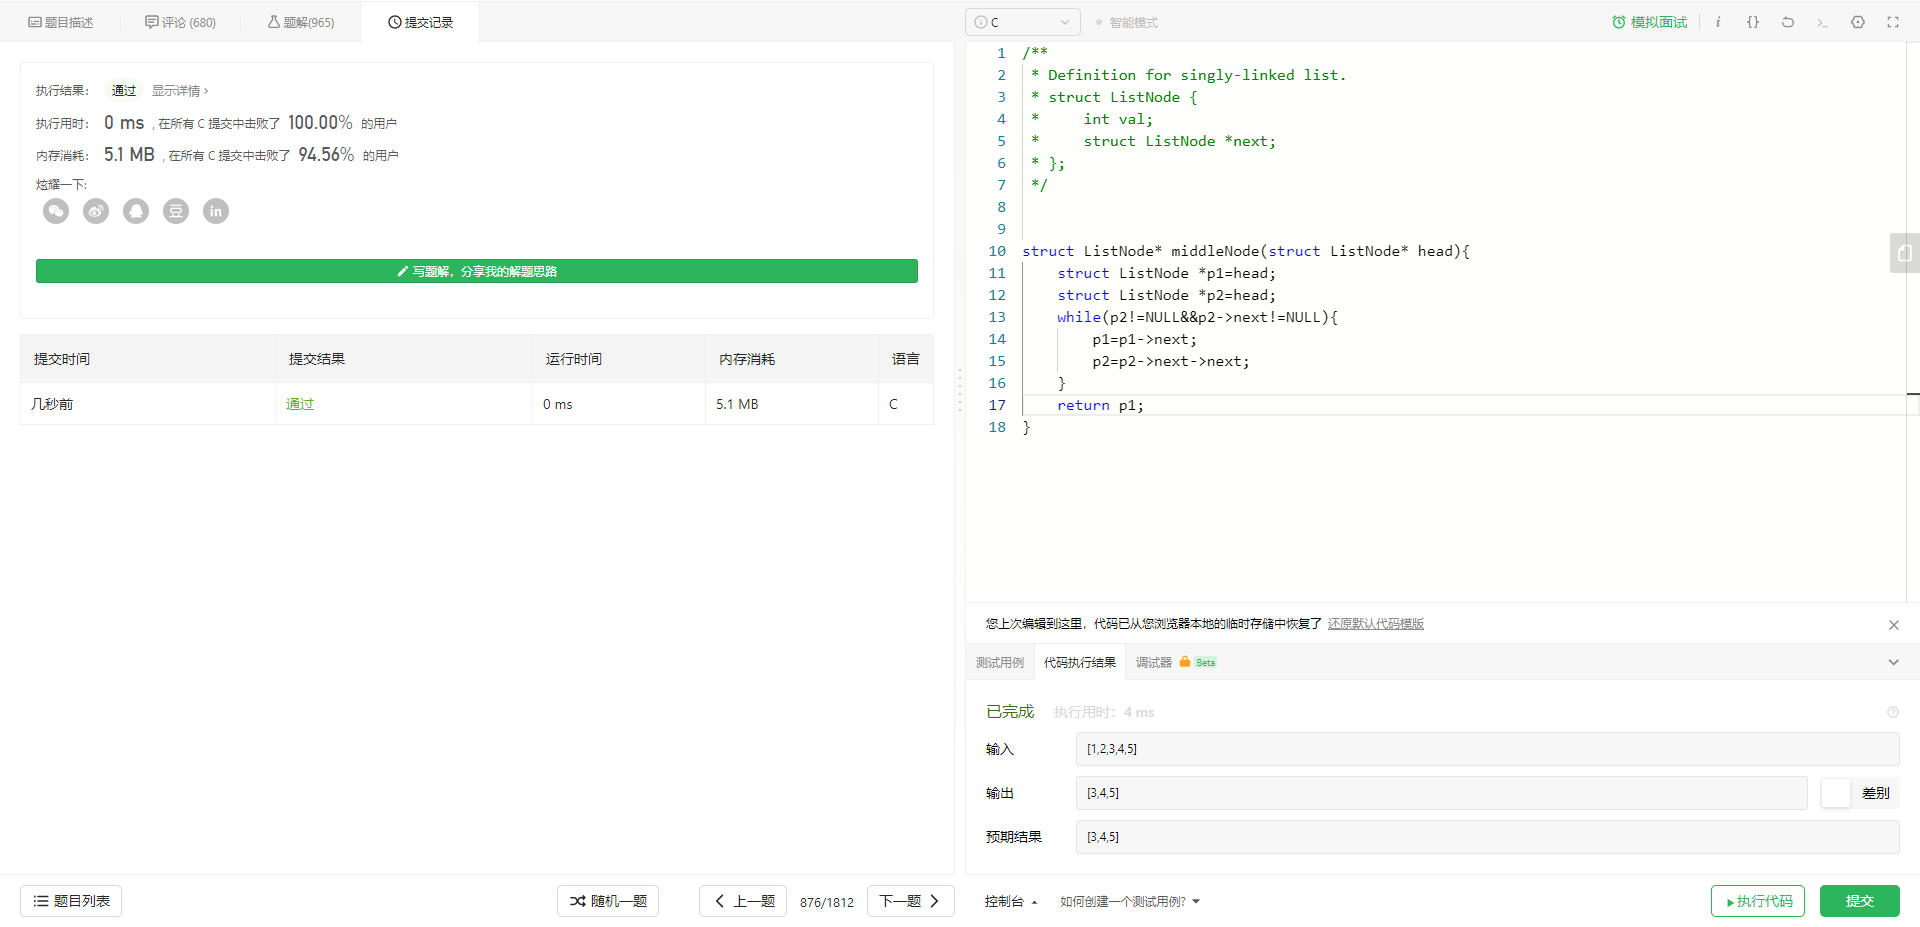 题目描述
评论 (680)
题解(965)
提交记录
执行结果：
通过
显示详情 ›
执行用时：
0 ms
, 在所有 C 提交中击败了
100.00%
的用户
内存消耗：
5.1 MB
, 在所有 C 提交中击败了
94.56%
的用户
炫耀一下:
豆
in
写题解，分享我的解题思路
提交时间
提交结果
运行时间
内存消耗
语言
几秒前
通过
0 ms
5.1 MB
C
题目列表
随机一题
上一题
876/1812
下一题
C
智能模式
模拟面试
i
{}
1 /**
2  * Definition for singly-linked list.
3  * struct ListNode {
4  *     int val;
5  *     struct ListNode *next;
6  * };
7  */
8
9
10 struct ListNode* middleNode(struct ListNode* head){
11     struct ListNode *p1=head;
12     struct ListNode *p2=head;
13     while(p2!=NULL&&p2->next!=NULL){
14         p1=p1->next;
15         p2=p2->next->next;
16     }
17     return p1;
18 }
您上次编辑到这里，代码已从您浏览器本地的临时存储中恢复了 还原默认代码模版
测试用例
代码执行结果
调试器
Beta
已完成
执行用时：4 ms
输入
[1,2,3,4,5]
输出
[3,4,5]
差别
预期结果
[3,4,5]
控制台
如何创建一个测试用例?
执行代码
提交